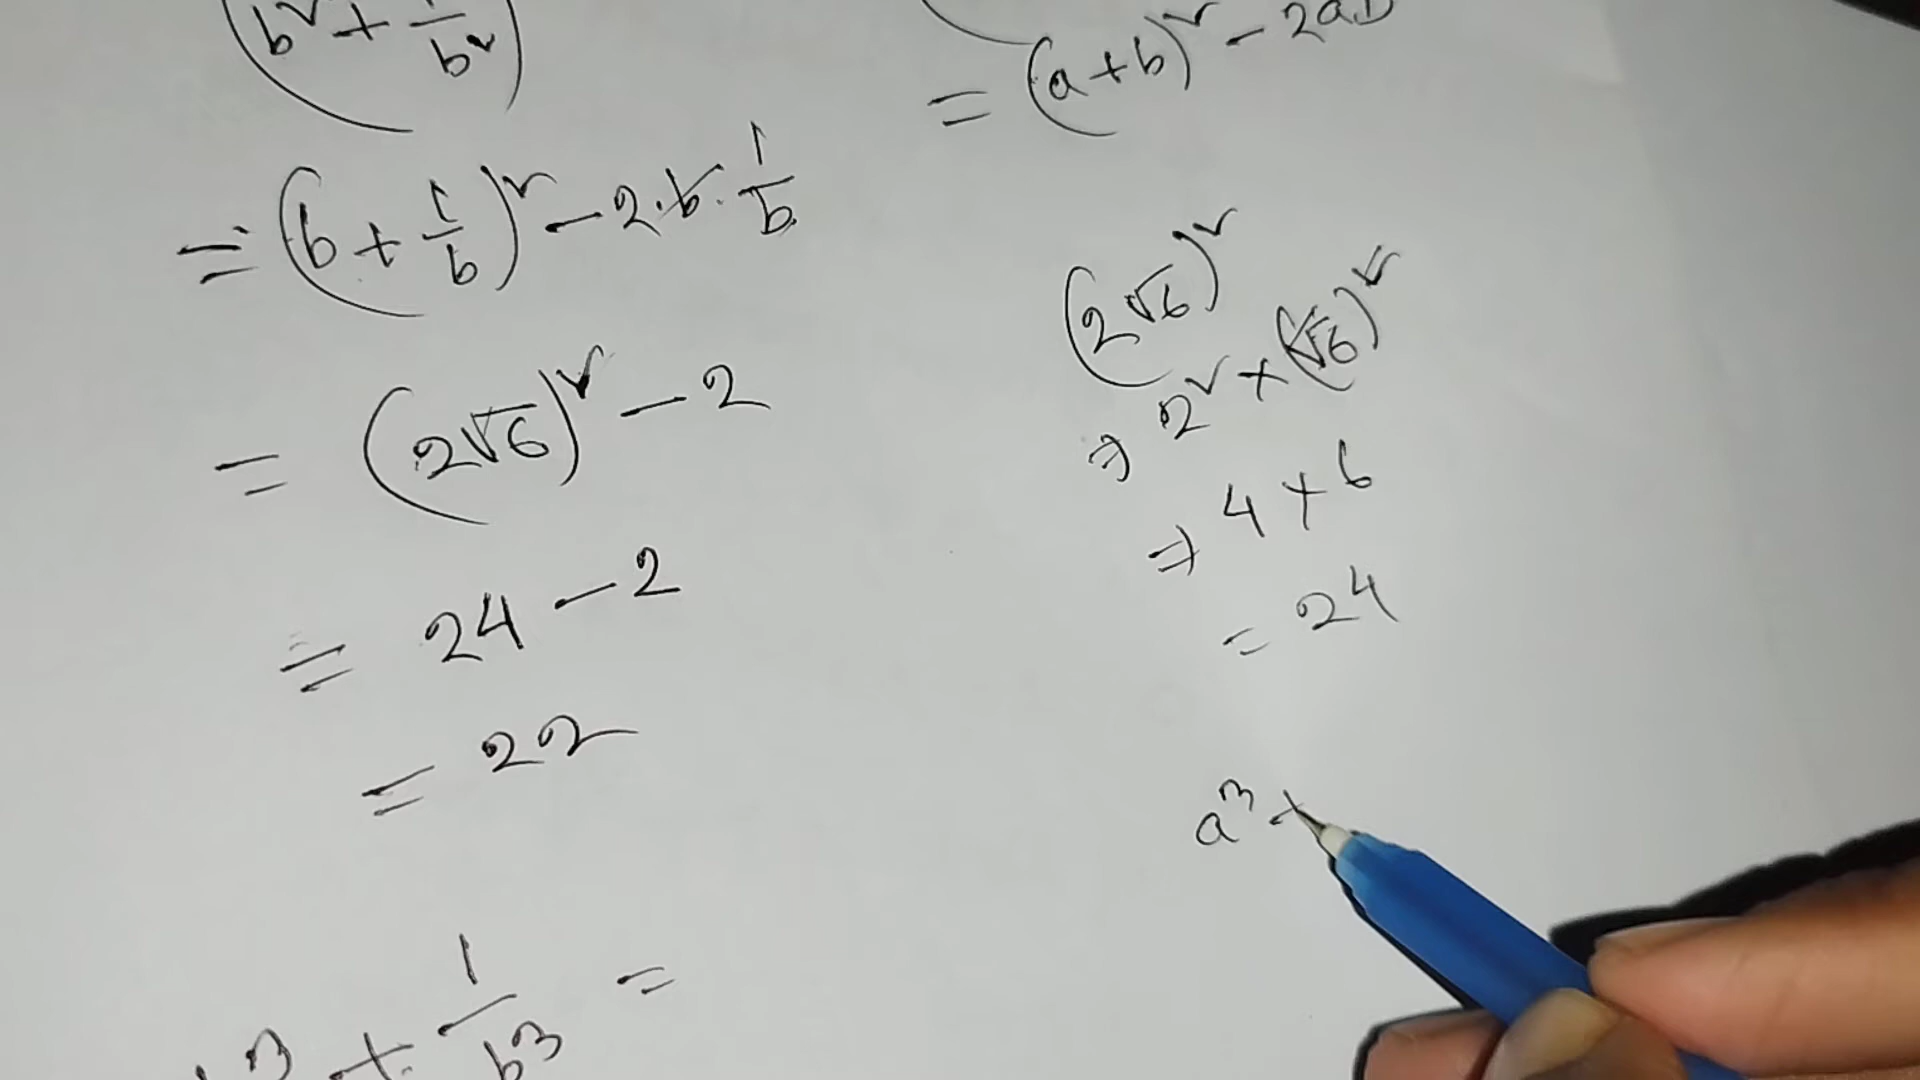 (b² + 1/b²)
= (b + 1/b)² - 2·b·1/b
= (2√6)² - 2
= 24 - 2
= 22
b³ + 1/b³ =
= (a+b)² - 2ab
(2√6)²
⇒ 2² × (√6)²
⇒ 4 × 6
= 24
a³ +